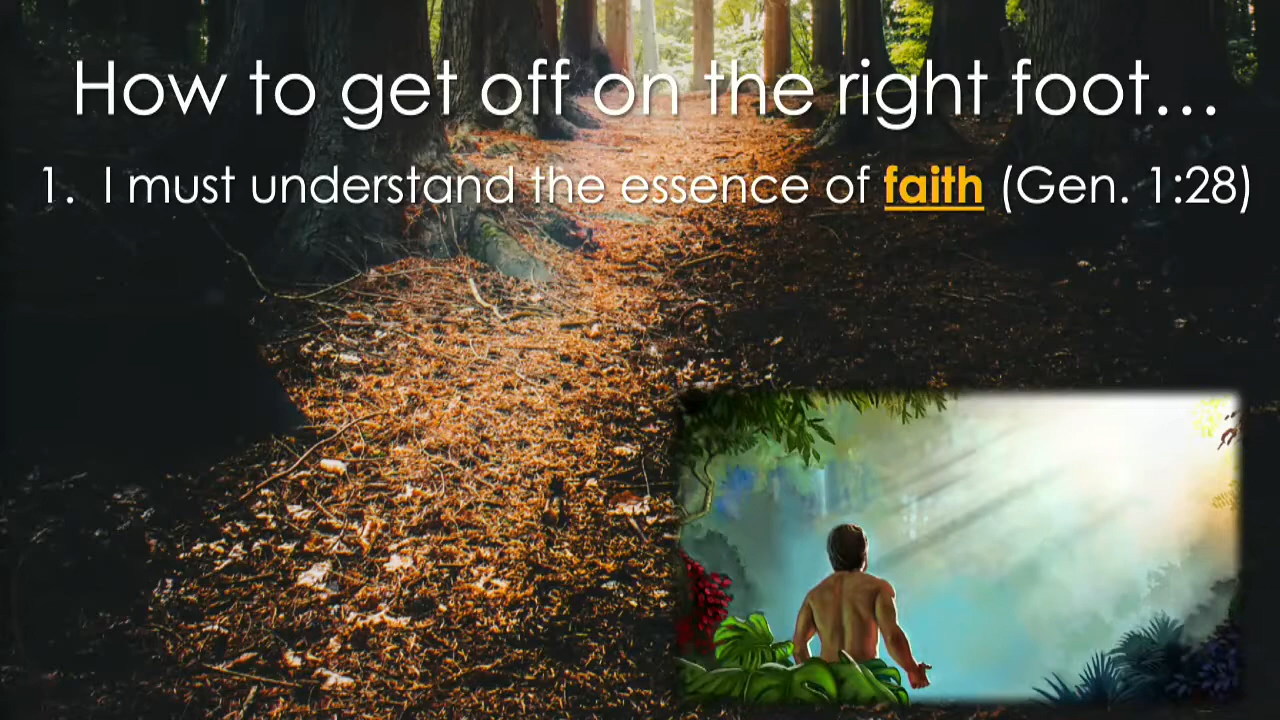 How to get off on the right foot…
1. I must understand the essence of faith (Gen. 1:28)